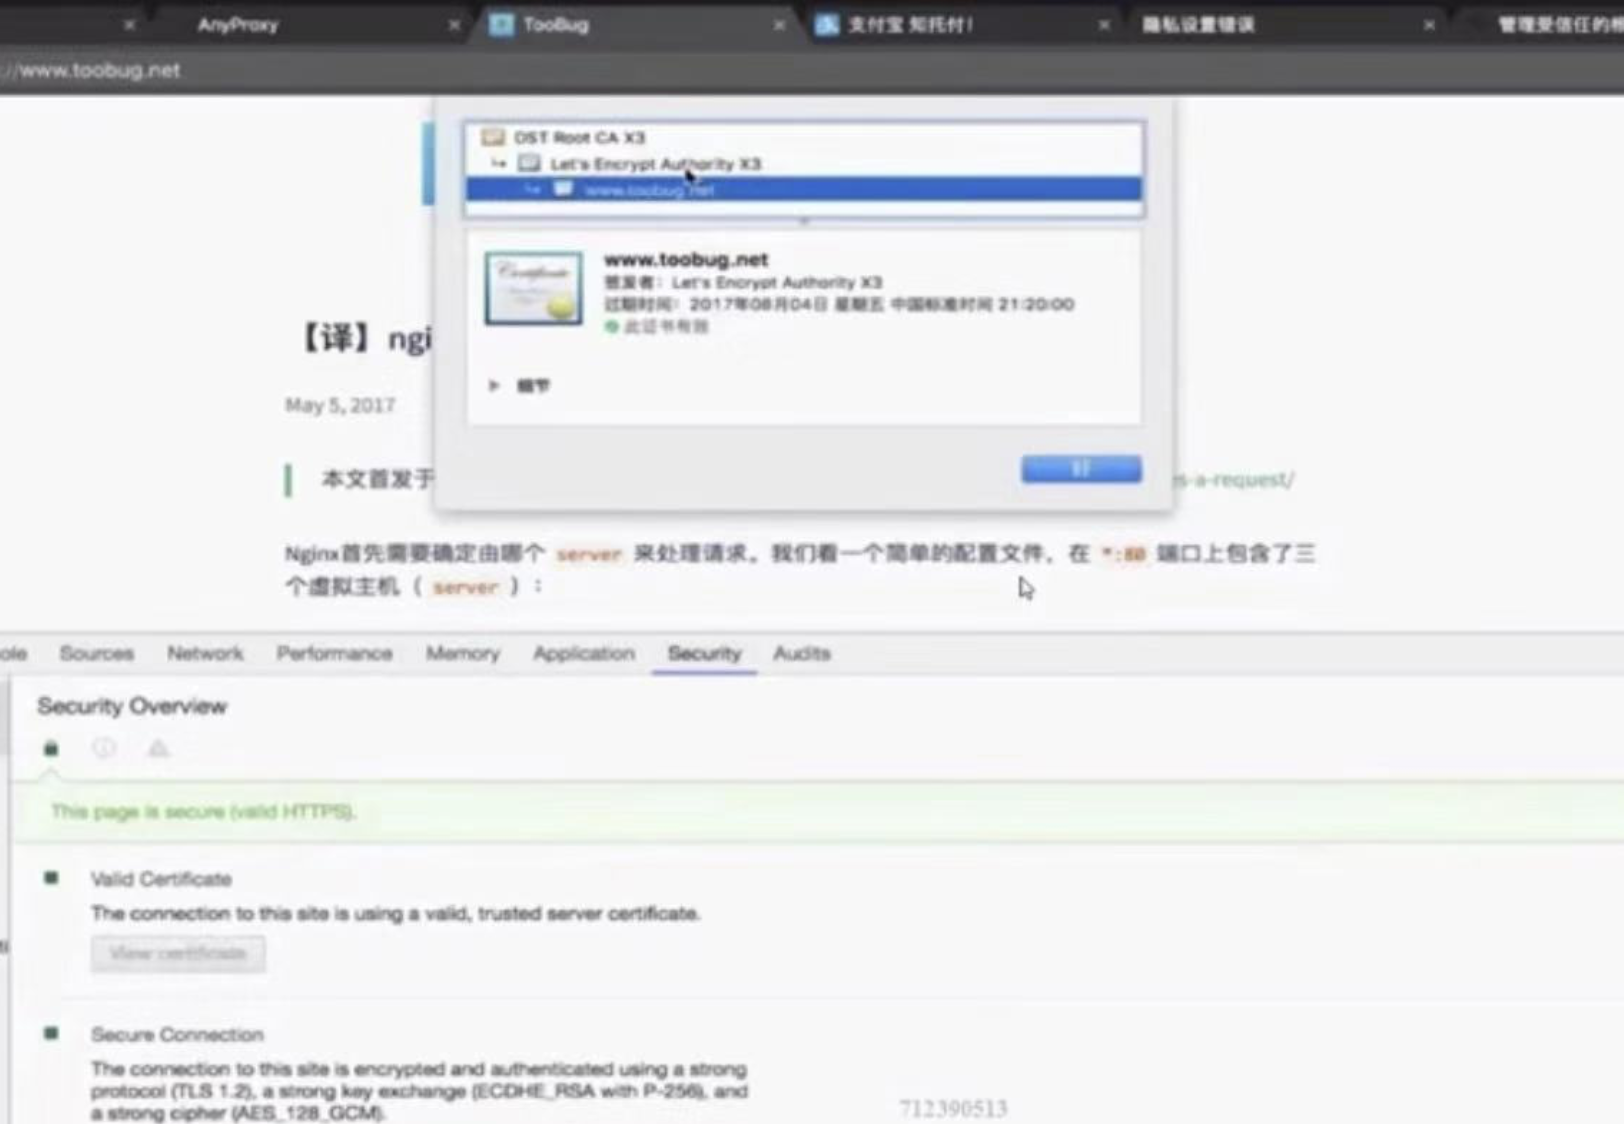 AnyProxy
TooBug
支付宝 知托付!
隐私设置错误
管理受信任的根
://www.toobug.net
DST Root CA X3
Let's Encrypt Authority X3
www.toobug.net
www.toobug.net
签发者: Let's Encrypt Authority X3
过期时间: 2017年08月04日 星期五 中国标准时间 21:20:00
此证书有效
细节
【译】ngi
May 5, 2017
好
本文首发于
s-a-request/
Nginx首先需要确定由哪个 server 来处理请求。我们看一个简单的配置文件,在 *:80 端口上包含了三
个虚拟主机( server ):
ole Sources Network Performance Memory Application Security Audits
Security Overview
This page is secure (valid HTTPS).
Valid Certificate
The connection to this site is using a valid, trusted server certificate.
View certificate
Secure Connection
The connection to this site is encrypted and authenticated using a strong
protocol (TLS 1.2), a strong key exchange (ECDHE_RSA with P-256), and
a strong cipher (AES_128_GCM).
712390513